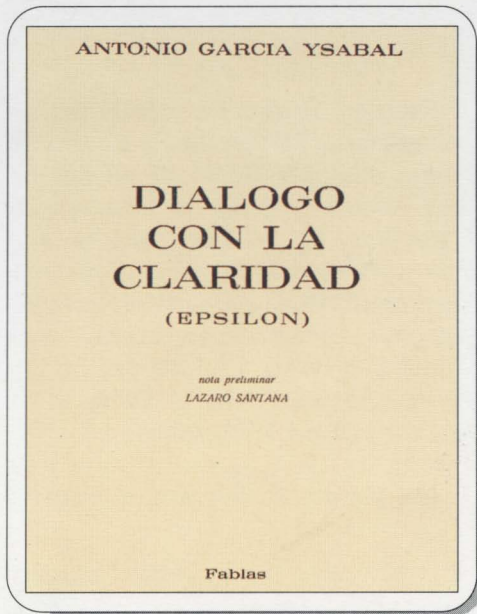 ANTONIO GARCIA YSABAL
DIALOGO
CON LA
CLARIDAD
(EPSILON)
nota preliminar
LAZARO SANTANA
Fablas